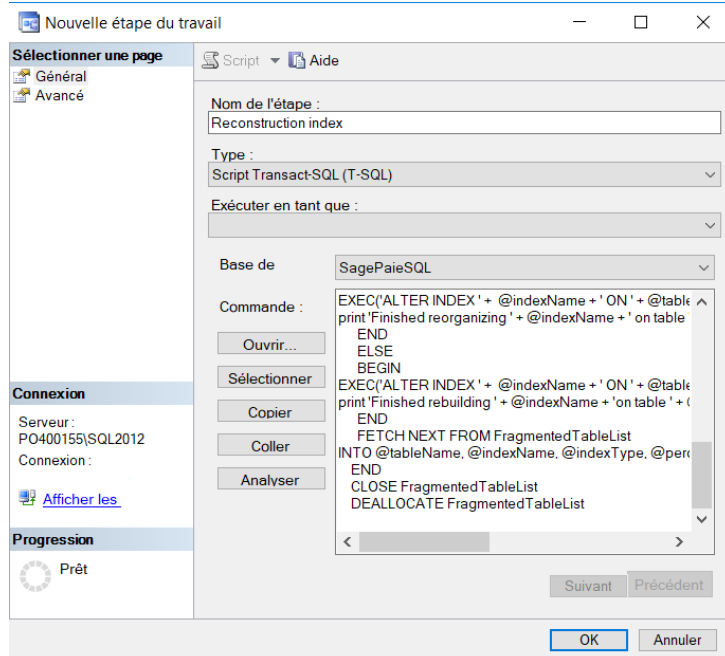 Nouvelle étape du travail
Sélectionner une page
Général
Avancé
Script Aide
Nom de l'étape :
Reconstruction index
Type :
Script Transact-SQL (T-SQL)
Exécuter en tant que :
Base de
SagePaieSQL
Commande :
EXEC('ALTER INDEX ' + @indexName + ' ON ' + @table
print 'Finished reorganizing ' + @indexName + ' on table '
END
ELSE
BEGIN
EXEC('ALTER INDEX ' + @indexName + ' ON ' + @table
print 'Finished rebuilding ' + @indexName + 'on table ' +
END
FETCH NEXT FROM FragmentedTableList
INTO @tableName, @indexName, @indexType, @perc
END
CLOSE FragmentedTableList
DEALLOCATE FragmentedTableList
Ouvrir...
Sélectionner
Copier
Coller
Analyser
Connexion
Serveur :
PO400155\SQL2012
Connexion :
Afficher les
Progression
Prêt
Suivant Précédent
OK Annuler